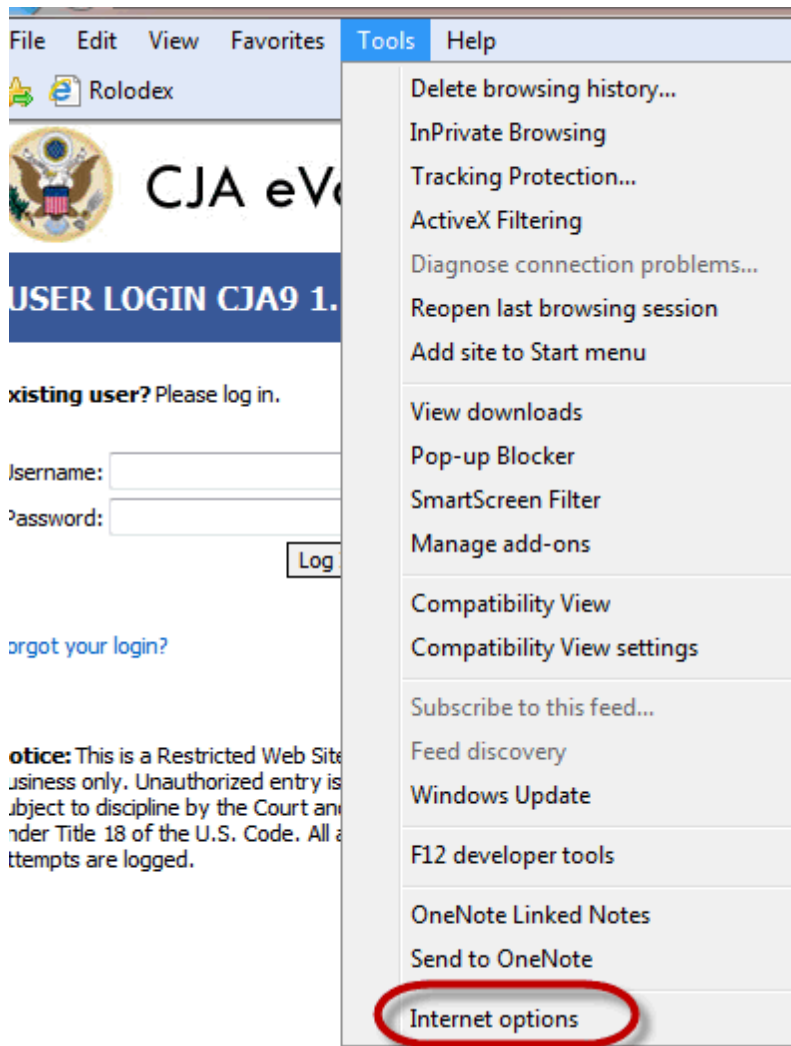 File Edit View Favorites Tools Help
Rolodex
CJA eVo
USER LOGIN CJA9 1.
xisting user? Please log in.
Username:
Password:
Log
orgot your login?
otice: This is a Restricted Web Site
usiness only. Unauthorized entry is
ubject to discipline by the Court and
nder Title 18 of the U.S. Code. All a
ttempts are logged.
Delete browsing history...
InPrivate Browsing
Tracking Protection...
ActiveX Filtering
Diagnose connection problems...
Reopen last browsing session
Add site to Start menu
View downloads
Pop-up Blocker
SmartScreen Filter
Manage add-ons
Compatibility View
Compatibility View settings
Subscribe to this feed...
Feed discovery
Windows Update
F12 developer tools
OneNote Linked Notes
Send to OneNote
Internet options